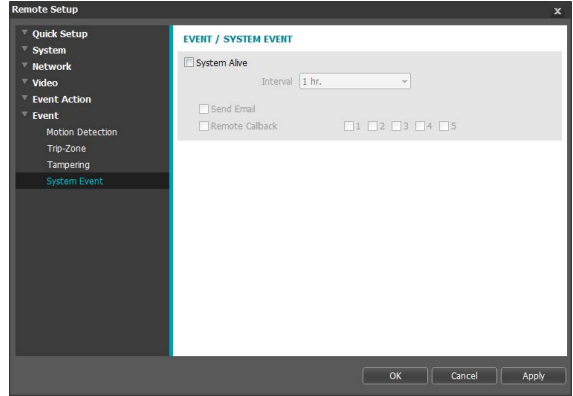 Remote Setup
x
Quick Setup
System
Network
Video
Event Action
Event
Motion Detection
Trip-Zone
Tampering
System Event
EVENT / SYSTEM EVENT
System Alive
Interval 1 hr.
Send Email
Remote Callback 1 2 3 4 5
OK Cancel Apply